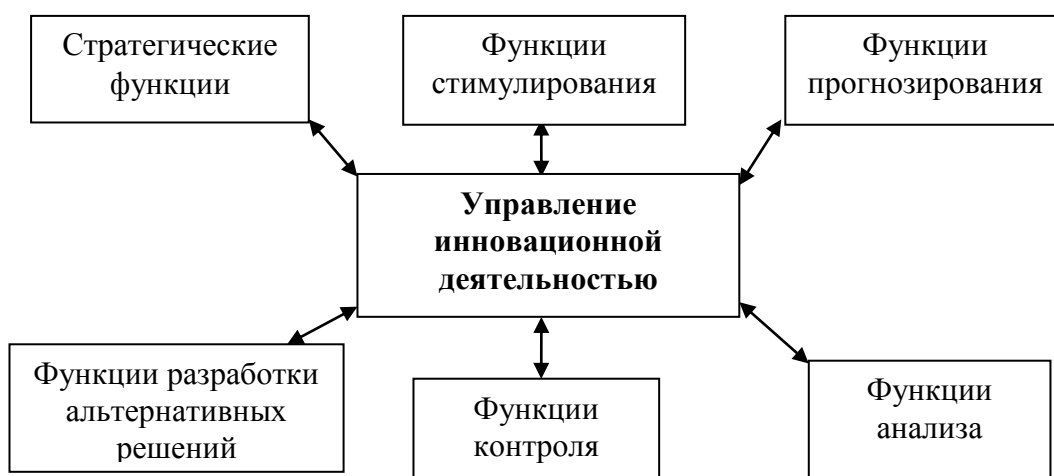 Стратегические
функции
Функции
стимулирования
Функции
прогнозирования
Управление
инновационной
деятельностью
Функции разработки
альтернативных
решений
Функции
контроля
Функции
анализа